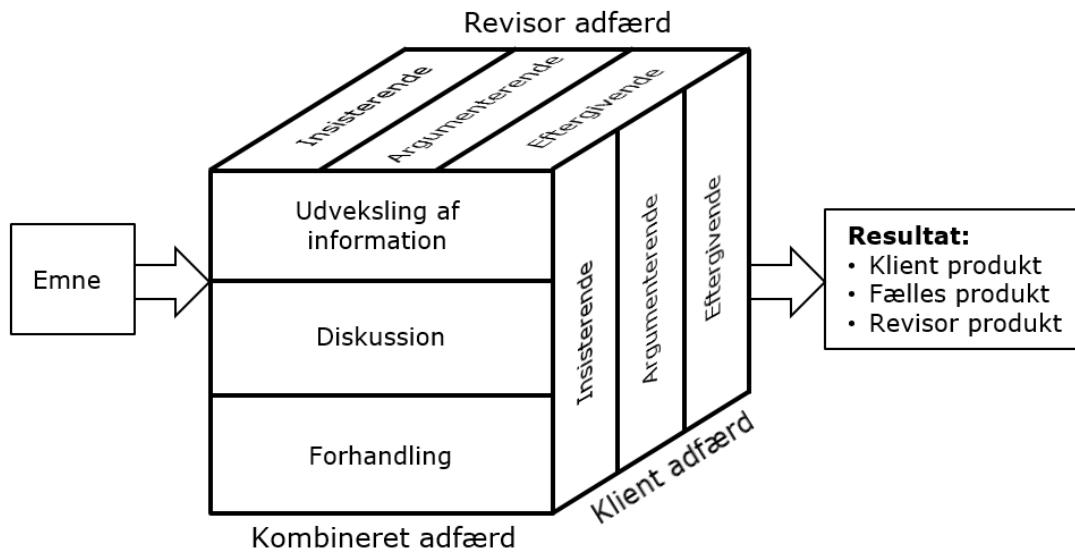 Revisor adfærd
Insisterende
Argumenterende
Eftergivende
Udveksling af
information
Diskussion
Forhandling
Kombineret adfærd
Insisterende
Argumenterende
Eftergivende
Klient adfærd
Emne
Resultat:
• Klient produkt
• Fælles produkt
• Revisor produkt